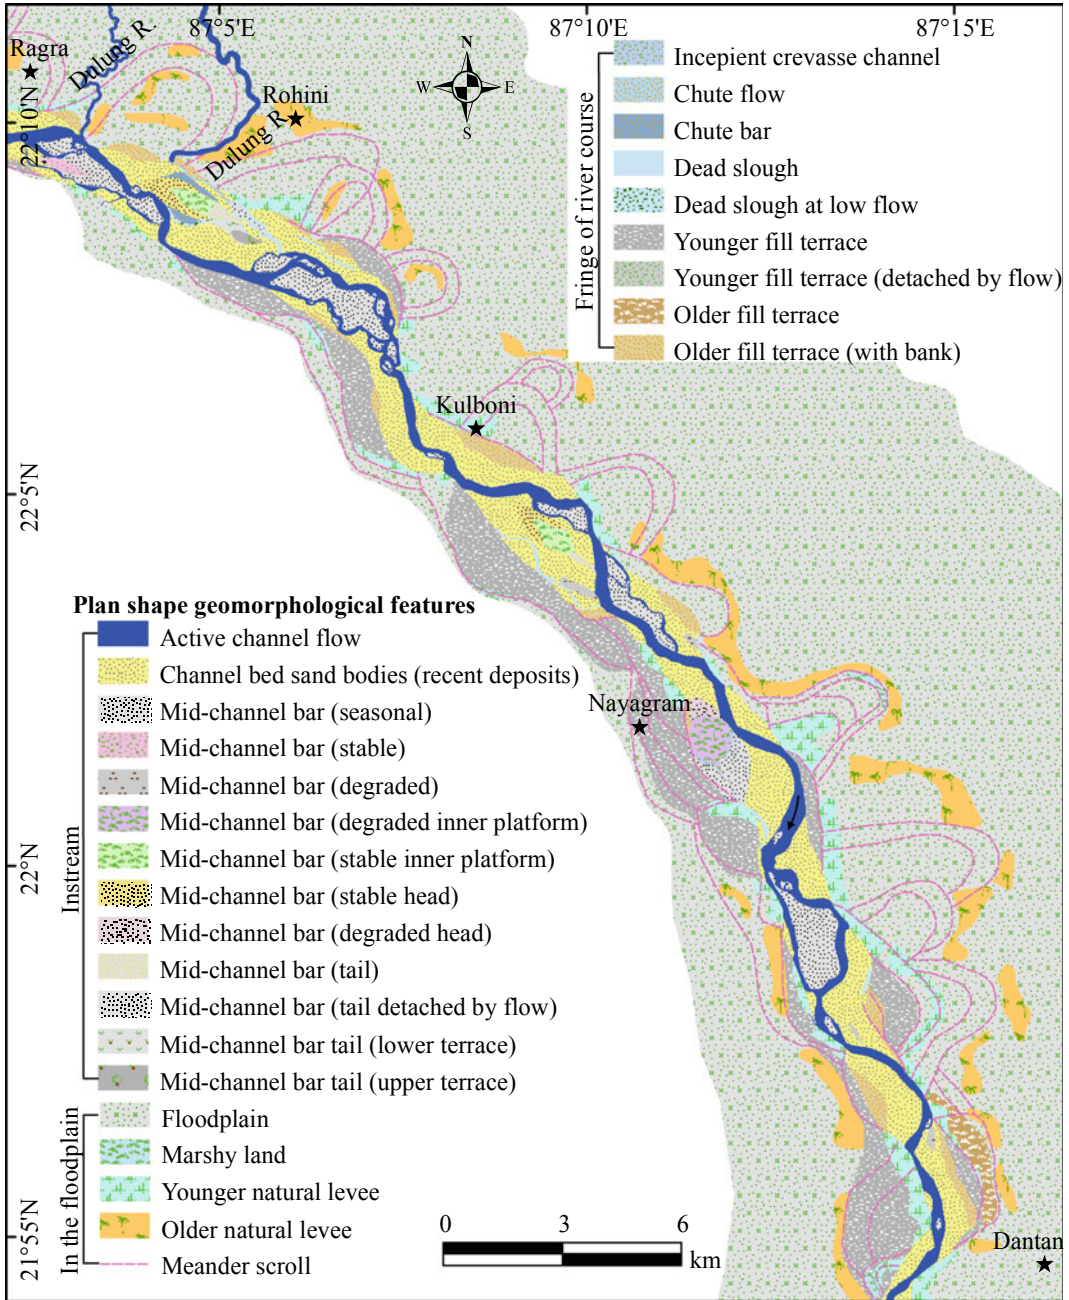 87°5'E
87°10'E
87°15'E
22°10'N
22°5'N
22°N
21°55'N
Ragra
Dulung R.
Rohini
Dulung R.
N
W
E
S
Kulboni
Nayagram
Dantan
Fringe of river course
Incepient crevasse channel
Chute flow
Chute bar
Dead slough
Dead slough at low flow
Younger fill terrace
Younger fill terrace (detached by flow)
Older fill terrace
Older fill terrace (with bank)
Plan shape geomorphological features
Instream
Active channel flow
Channel bed sand bodies (recent deposits)
Mid-channel bar (seasonal)
Mid-channel bar (stable)
Mid-channel bar (degraded)
Mid-channel bar (degraded inner platform)
Mid-channel bar (stable inner platform)
Mid-channel bar (stable head)
Mid-channel bar (degraded head)
Mid-channel bar (tail)
Mid-channel bar (tail detached by flow)
Mid-channel bar tail (lower terrace)
Mid-channel bar tail (upper terrace)
In the floodplain
Floodplain
Marshy land
Younger natural levee
Older natural levee
Meander scroll
0 3 6
km